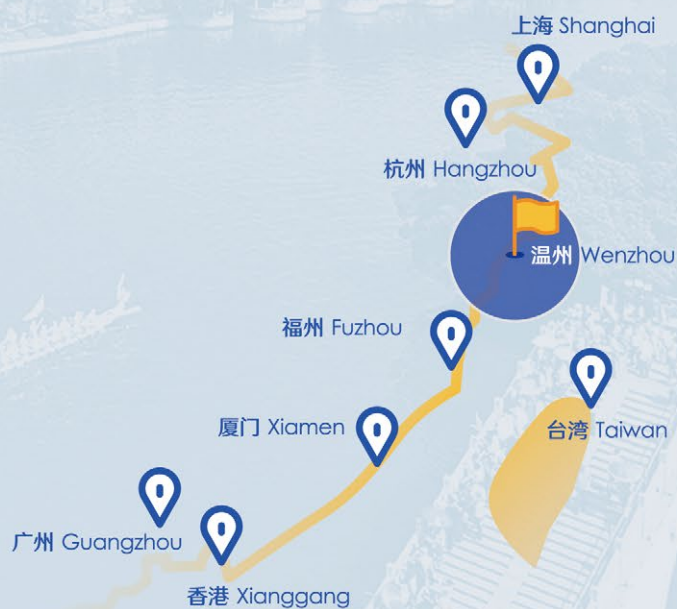 上海 Shanghai
杭州 Hangzhou
温州 Wenzhou
福州 Fuzhou
厦门 Xiamen
台湾 Taiwan
广州 Guangzhou
香港 Xianggang